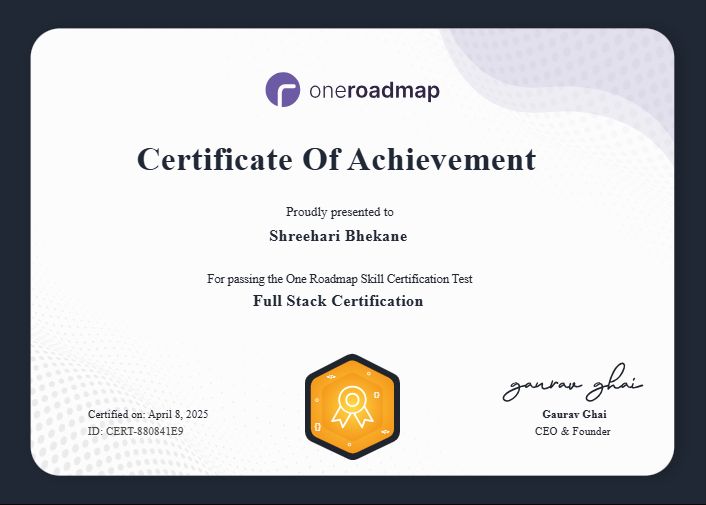 oneroadmap
Certificate Of Achievement
Proudly presented to
Shreehari Bhekane
For passing the One Roadmap Skill Certification Test
Full Stack Certification
gaurav ghai
Certified on: April 8, 2025
ID: CERT-880841E9
Gaurav Ghai
CEO & Founder